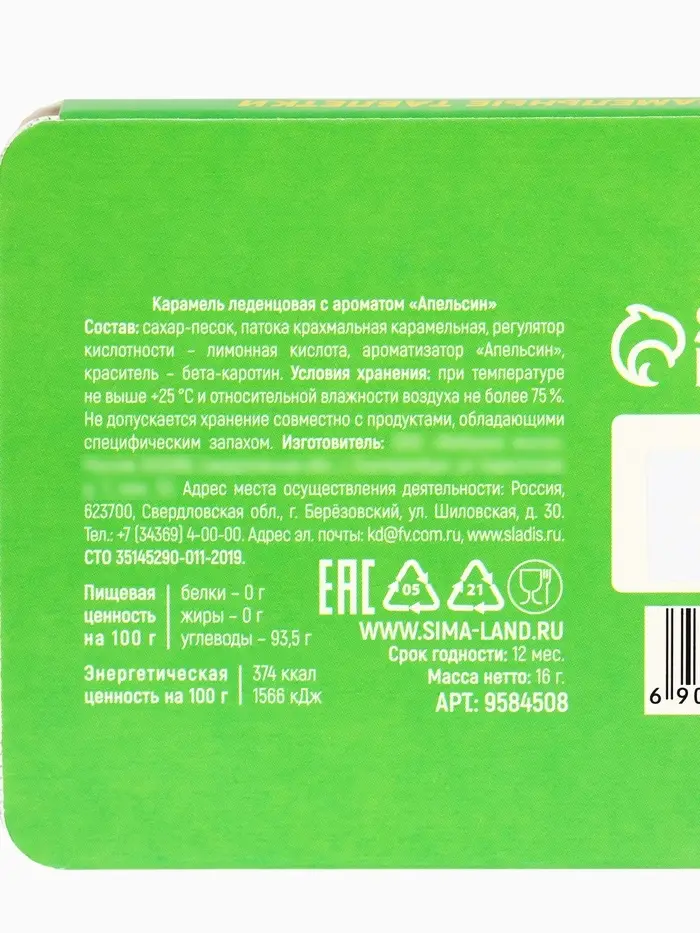 ТАБЛЕТКИ
Карамель леденцовая с ароматом «Апельсин»
Состав: сахар-песок, патока крахмальная карамельная, регулятор
кислотности – лимонная кислота, ароматизатор «Апельсин»,
краситель – бета-каротин. Условия хранения: при температуре
не выше +25 °С и относительной влажности воздуха не более 75 %.
Не допускается хранение совместно с продуктами, обладающими
специфическим запахом. Изготовитель:
Адрес места осуществления деятельности: Россия,
623700, Свердловская обл., г. Берёзовский, ул. Шиловская, д. 30.
Тел.: +7 (34369) 4-00-00. Адрес эл. почты: kd@fv.com.ru, www.sladis.ru.
СТО 35145290-011-2019.
Пищевая ценность на 100 г
белки – 0 г
жиры – 0 г
углеводы – 93,5 г
Энергетическая ценность на 100 г
374 ккал
1566 кДж
ЕАС 05 21
WWW.SIMA-LAND.RU
Срок годности: 12 мес.
Масса нетто: 16 г.
АРТ.: 9584508
6 90